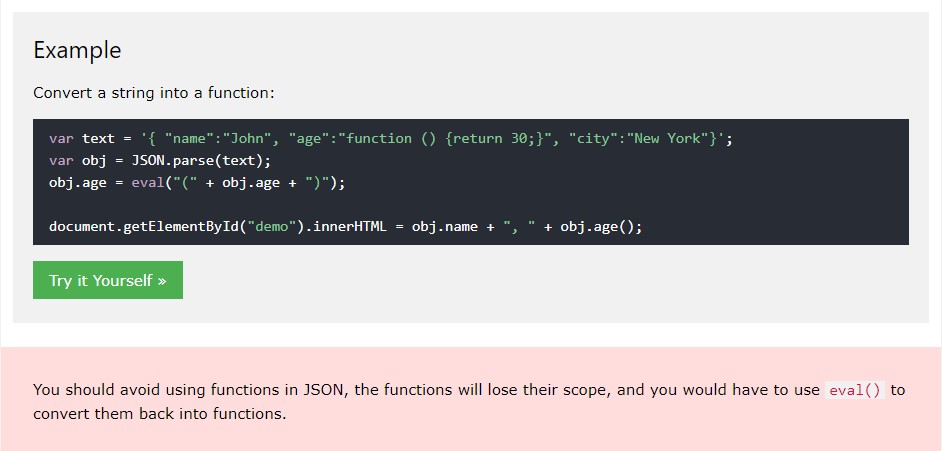 Example
Convert a string into a function:
var text = '{ "name":"John", "age":"function () {return 30;}", "city":"New York"}';
var obj = JSON.parse(text);
obj.age = eval("(" + obj.age + ")");
document.getElementById("demo").innerHTML = obj.name + ", " + obj.age();
Try it Yourself »
You should avoid using functions in JSON, the functions will lose their scope, and you would have to use eval() to
convert them back into functions.